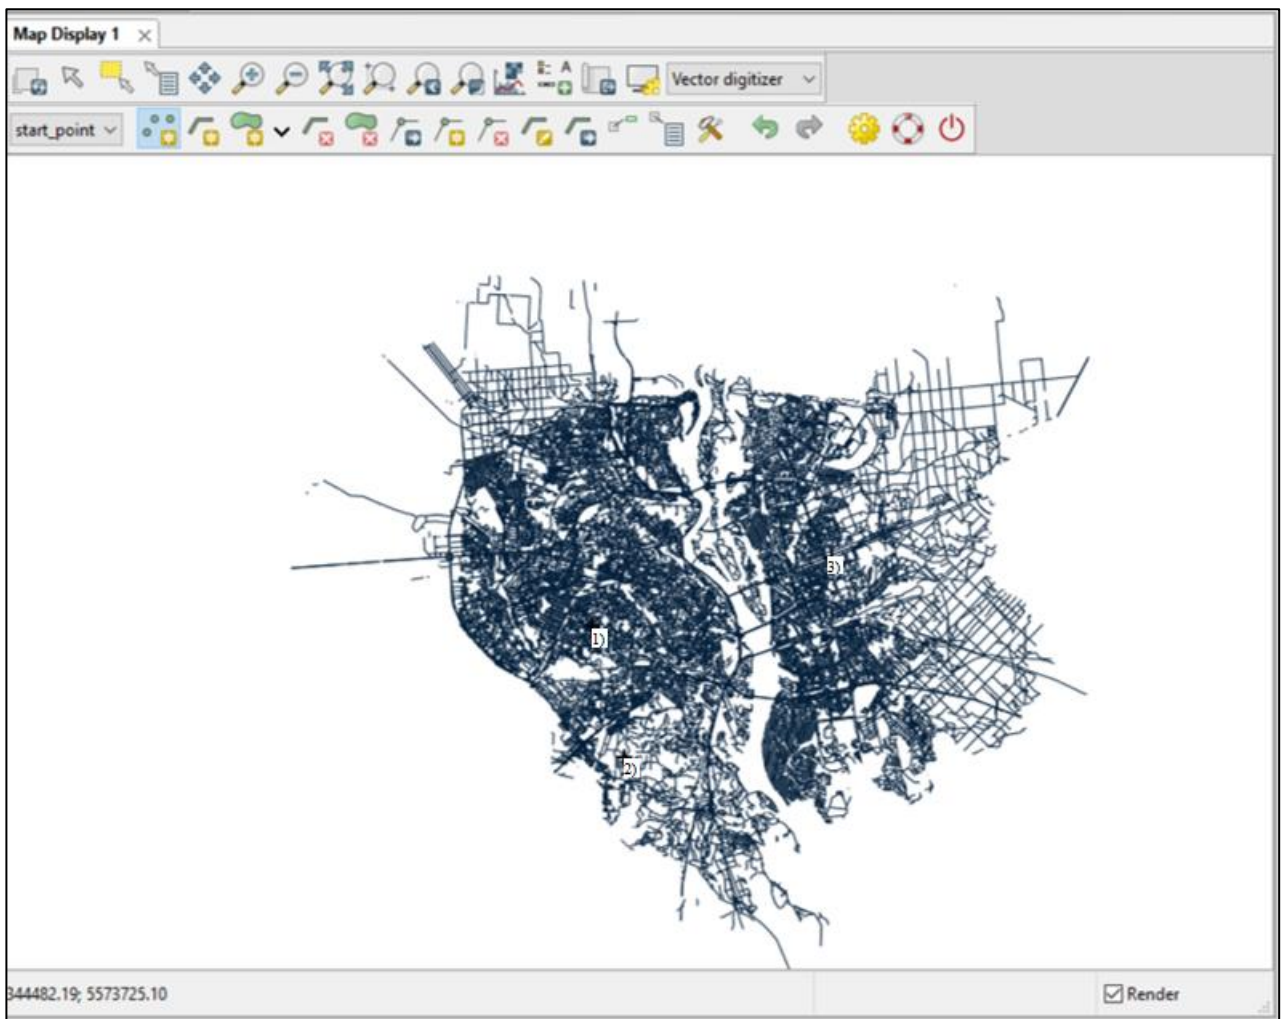 Map Display 1
Vector digitizer
start_point
3)
1)
2)
344482.19; 5573725.10
Render